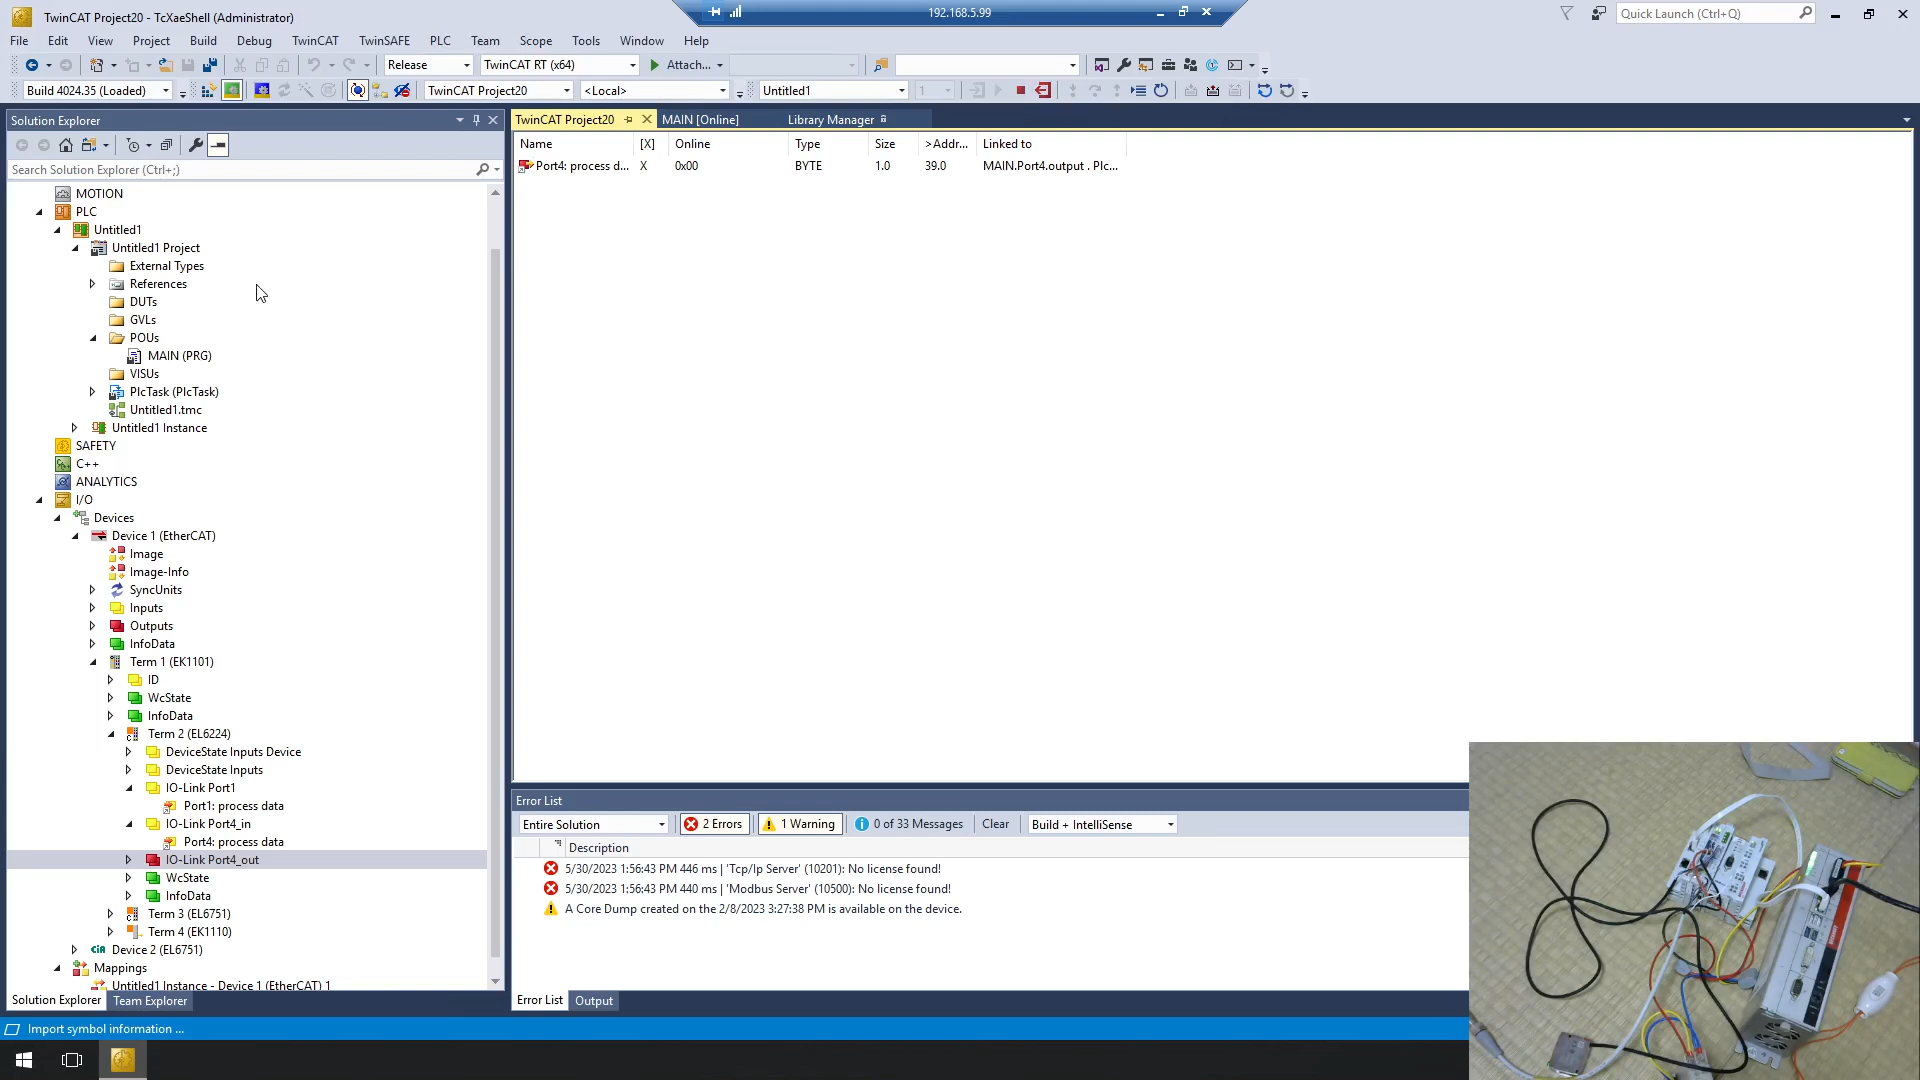 TwinCAT Project20 - TcXaeShell (Administrator)
192.168.5.99
Quick Launch (Ctrl+Q)
File Edit View Project Build Debug TwinCAT TwinSAFE PLC Team Scope Tools Window Help
Release TwinCAT RT (x64) Attach...
Build 4024.35 (Loaded) TwinCAT Project20 <Local> Untitled1 1
Solution Explorer
Search Solution Explorer (Ctrl+;)
MOTION
PLC
Untitled1
Untitled1 Project
External Types
References
DUTs
GVLs
POUs
MAIN (PRG)
VISUs
PlcTask (PlcTask)
Untitled1.tmc
Untitled1 Instance
SAFETY
C++
ANALYTICS
I/O
Devices
Device 1 (EtherCAT)
Image
Image-Info
SyncUnits
Inputs
Outputs
InfoData
Term 1 (EK1101)
ID
WcState
InfoData
Term 2 (EL6224)
DeviceState Inputs Device
DeviceState Inputs
IO-Link Port1
Port1: process data
IO-Link Port4_in
Port4: process data
IO-Link Port4_out
WcState
InfoData
Term 3 (EL6751)
Term 4 (EK1110)
Device 2 (EL6751)
Mappings
Untitled1 Instance - Device 1 (EtherCAT) 1
Solution Explorer Team Explorer
TwinCAT Project20 MAIN [Online] Library Manager
Name [X] Online Type Size >Addr... Linked to
Port4: process d... X 0x00 BYTE 1.0 39.0 MAIN.Port4.output . Plc...
Error List
Entire Solution 2 Errors 1 Warning 0 of 33 Messages Clear Build + IntelliSense
Description
5/30/2023 1:56:43 PM 446 ms | 'Tcp/Ip Server' (10201): No license found!
5/30/2023 1:56:43 PM 440 ms | 'Modbus Server' (10500): No license found!
A Core Dump created on the 2/8/2023 3:27:38 PM is available on the device.
Error List Output
Import symbol information ...